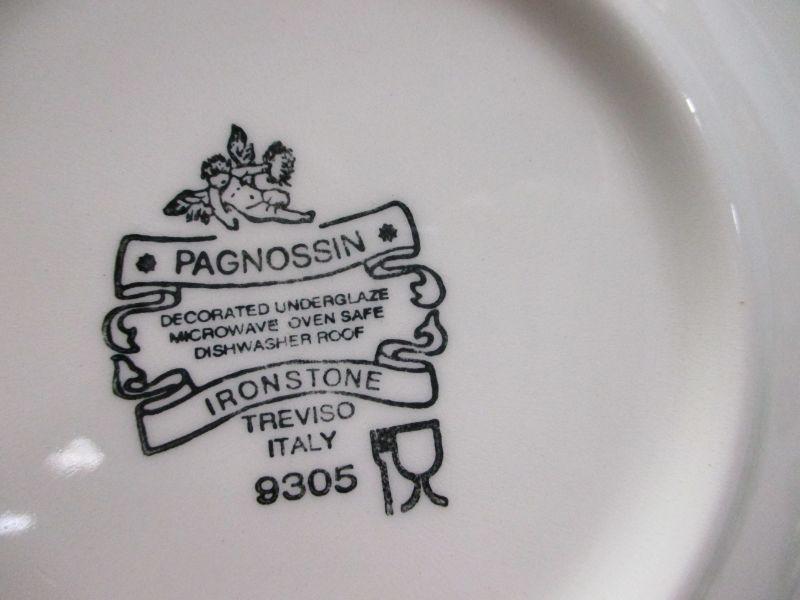 PAGNOSSIN
DECORATED UNDERGLAZE
MICROWAVE OVEN SAFE
DISHWASHER ROOF
IRONSTONE
TREVISO
ITALY
9305